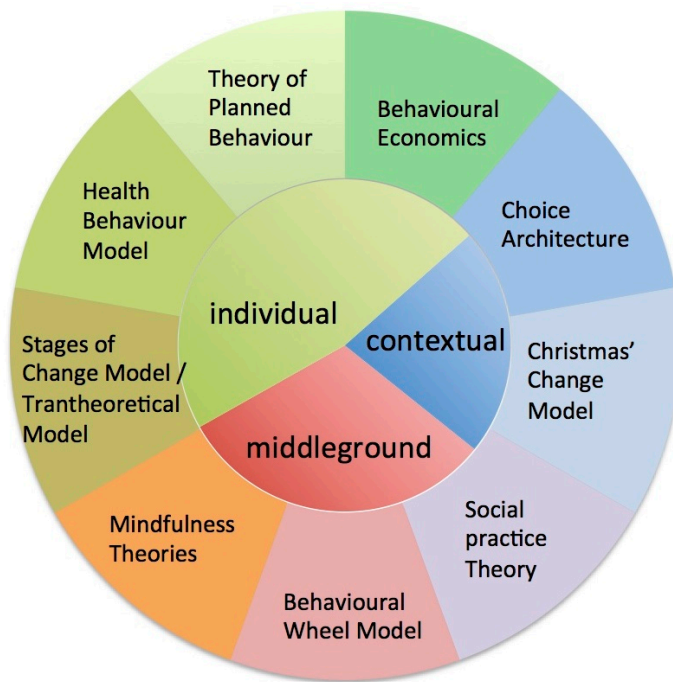 Theory of
Planned
Behaviour
Behavioural
Economics
Choice
Architecture
Christmas’
Change
Model
Social
practice
Theory
Behavioural
Wheel Model
Mindfulness
Theories
Stages of
Change Model /
Trantheoretical
Model
Health
Behaviour
Model
individual
contextual
middleground